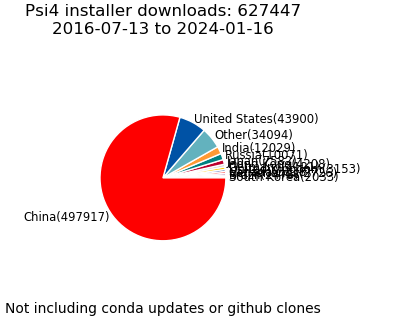 Psi4 installer downloads: 627447
2016-07-13 to 2024-01-16
United States(43900)
Other(34094)
India(12029)
Russia(10071)
South Korea(2033)
China(497917)
Not including conda updates or github clones